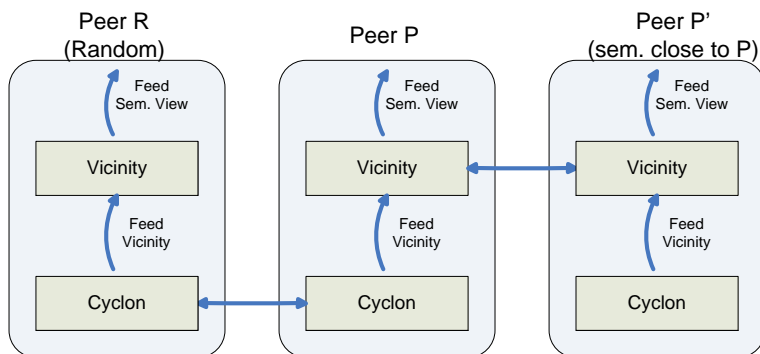 Peer R
(Random)
Feed
Sem. View
Vicinity
Feed
Vicinity
Cyclon
Peer P
Feed
Sem. View
Vicinity
Feed
Vicinity
Cyclon
Peer P'
(sem. close to P)
Feed
Sem. View
Vicinity
Feed
Vicinity
Cyclon